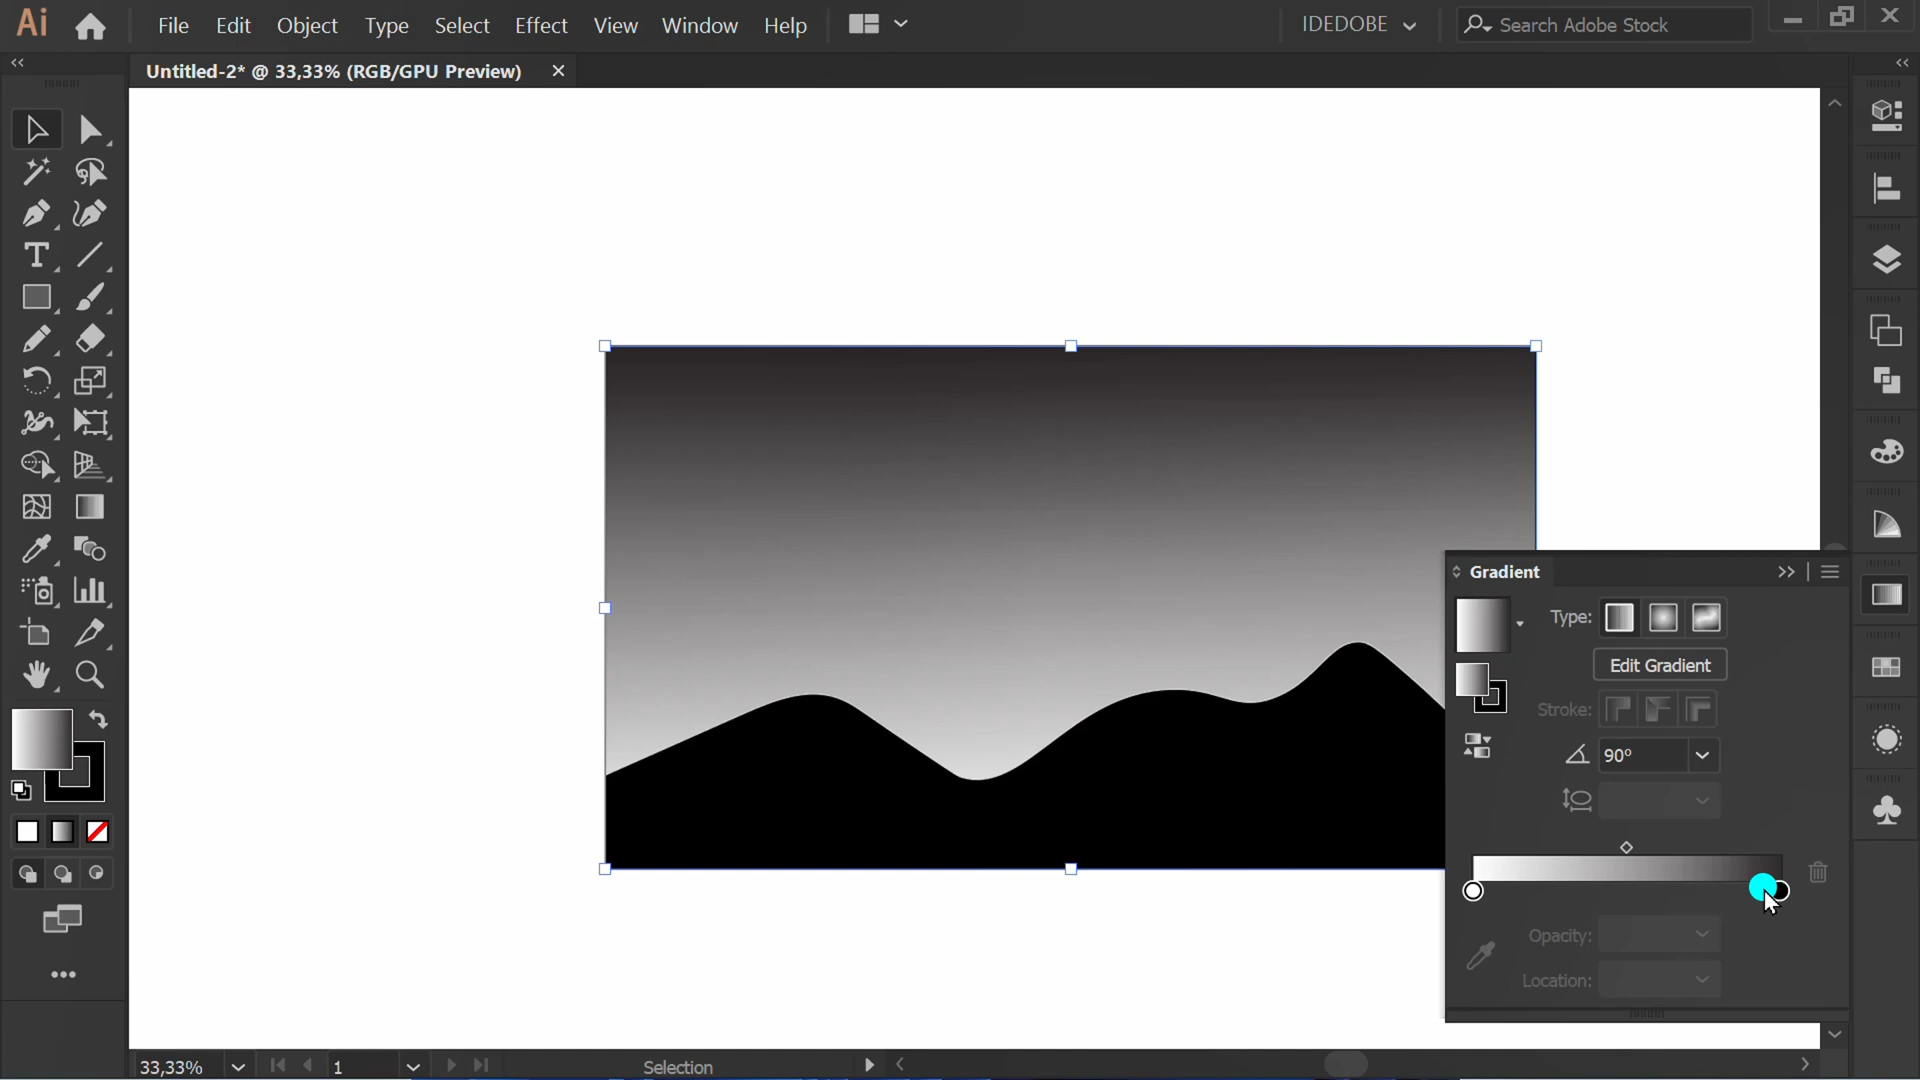 Ai
File Edit Object Type Select Effect View Window Help
IDEDOBE
Search Adobe Stock
Untitled-2* @ 33,33% (RGB/GPU Preview)
Gradient
Type:
Edit Gradient
Stroke:
90°
Opacity:
Location:
33,33%
1
Selection